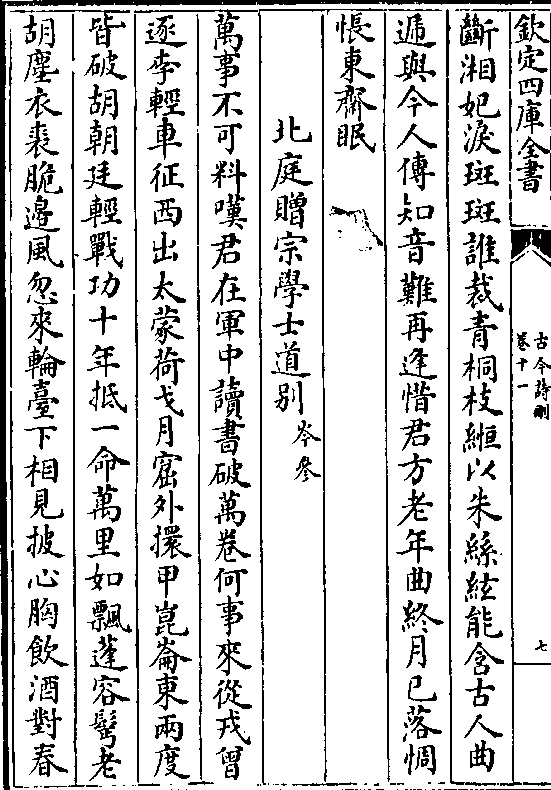 欽定四庫全書
古今詩刪
卷十一
七
斷湘妃淚斑斑誰裁青桐枝緪以朱絲絃能含古人曲
遞與今人傳知音難再逢惜君方老年曲終月已落惆
悵東齋眠
北庭贈宗學士道別
岑參
萬事不可料嘆君在軍中讀書破萬卷何事來從戎曾
逐李輕車征西出太蒙荷戈月窟外擐甲崑崙東兩度
皆破胡朝廷輕戰功十年抵一命萬里如飄蓬容鬢老
胡塵衣裘脆邊風忽來輪臺下相見披心胸飲酒對春